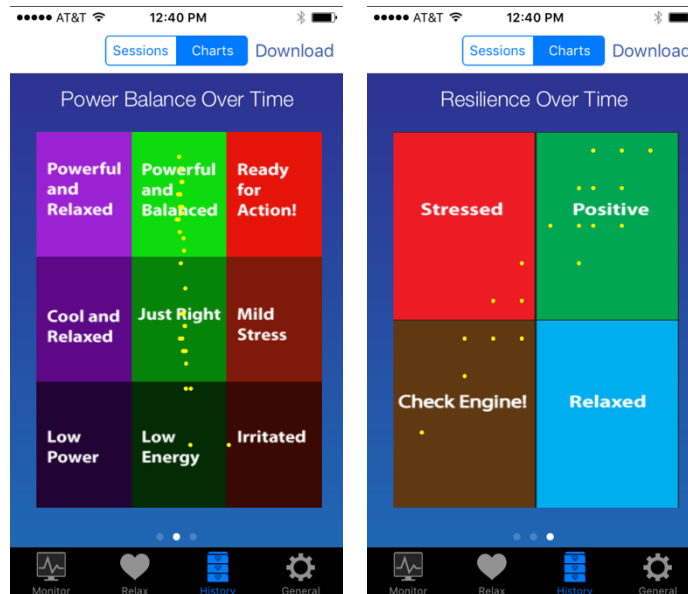 AT&T 12:40 PM
Sessions Charts Download
Power Balance Over Time
Powerful and Relaxed
Powerful and Balanced
Ready for Action!
Cool and Relaxed
Just Right
Mild Stress
Low Power
Low Energy
Irritated
Monitor Relax History General
AT&T 12:40 PM
Sessions Charts Download
Resilience Over Time
Stressed
Positive
Check Engine!
Relaxed
Monitor Relax History General